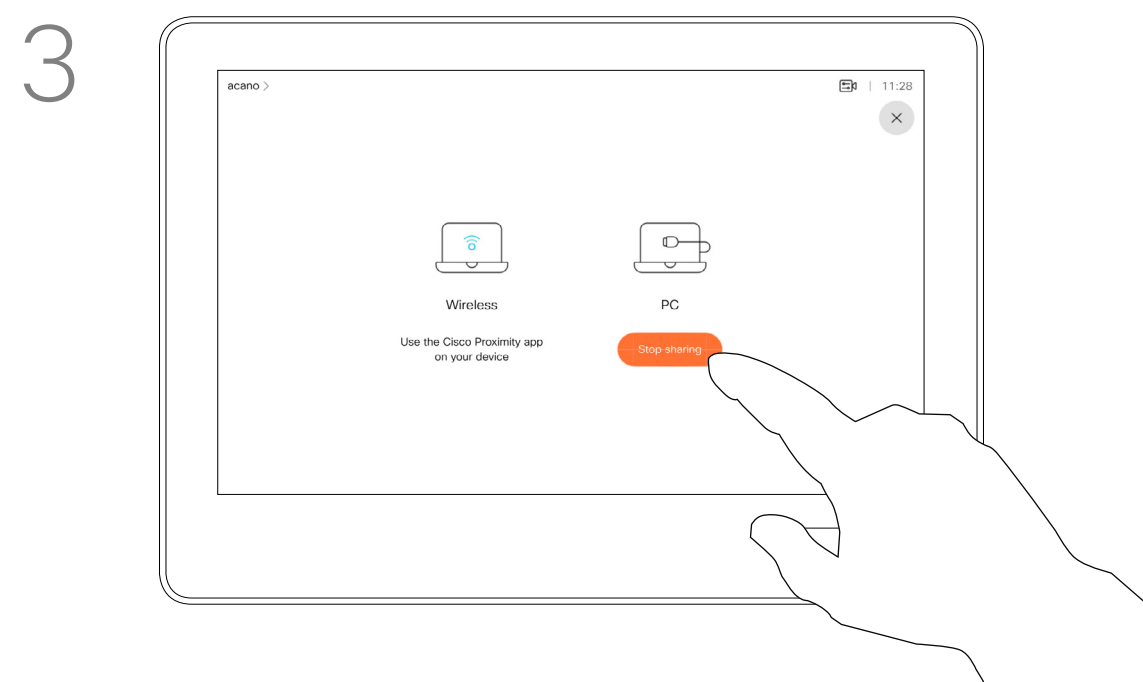 3
acano
11:28
Wireless
PC
Use the Cisco Proximity app
on your device
Stop sharing